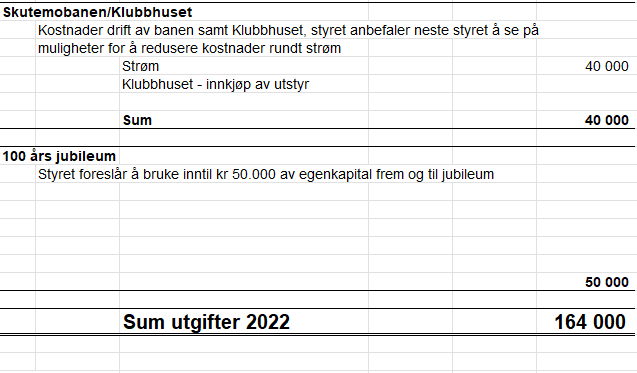 Skutemobanen/Klubbhuset
Kostnader drift av banen samt Klubbhuset, styret anbefaler neste styret å se på
muligheter for å redusere kostnader rundt strøm
Strøm 40 000
Klubbhuset - innkjøp av utstyr
Sum 40 000
100 års jubileum
Styret foreslår å bruke inntil kr 50.000 av egenkapital frem og til jubileum
50 000
Sum utgifter 2022 164 000